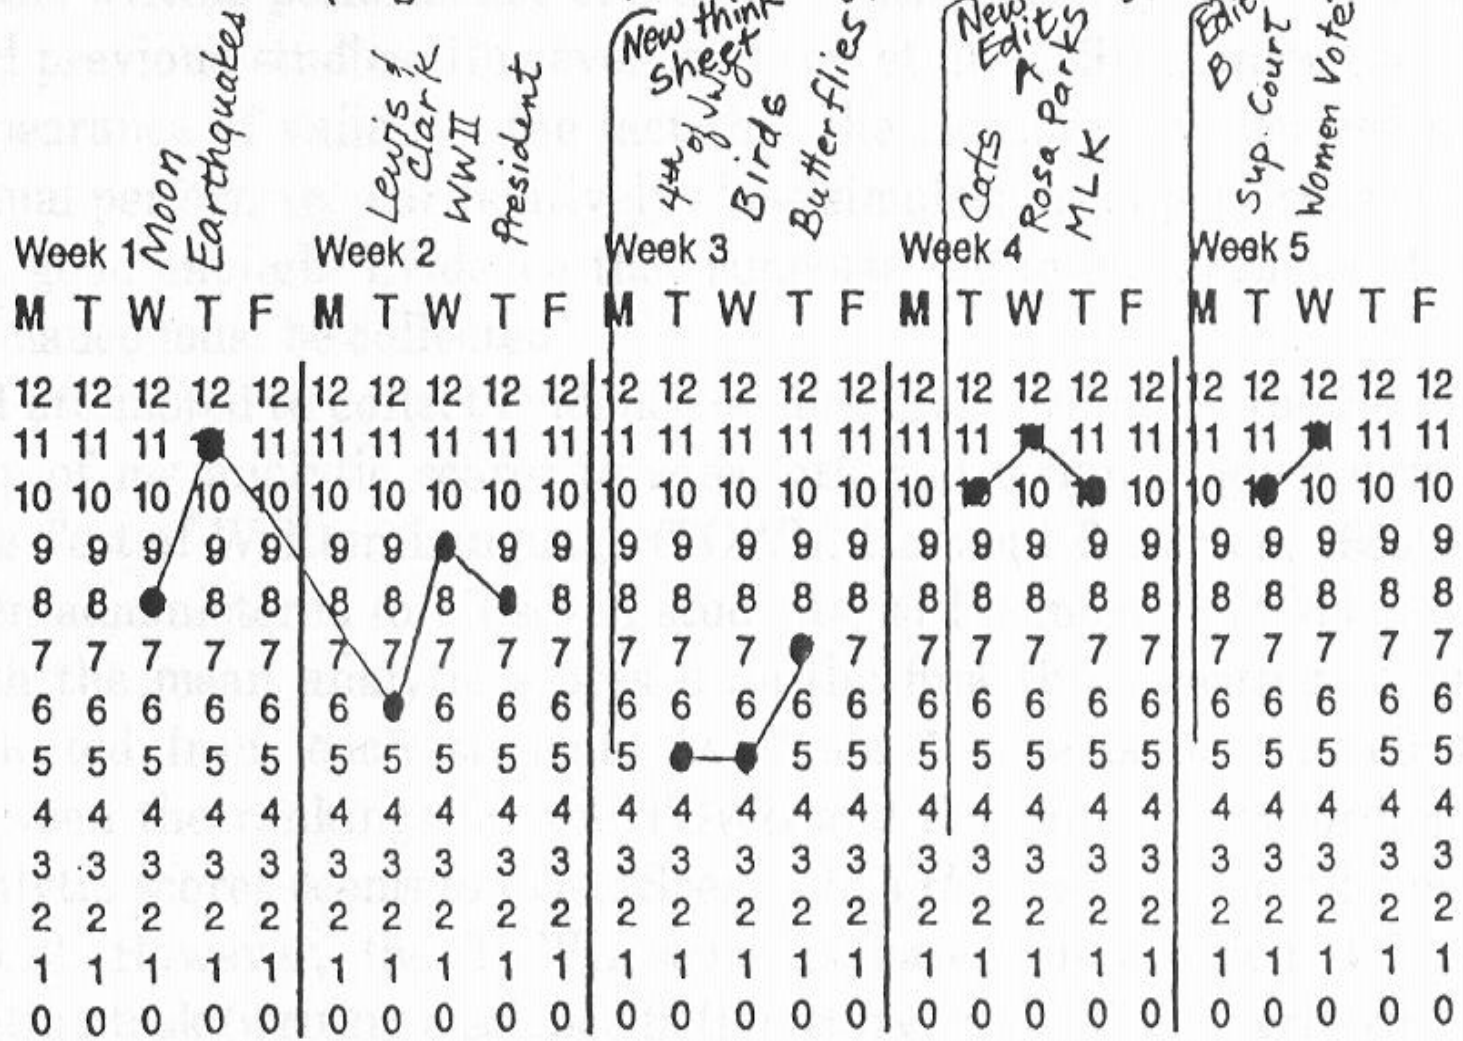 New think
sheet
New
Edit
Edit
B
Moon
Earthquakes
Lewis &
Clark
WW II
President
4th
of July
Birds
Butterflies
Cats
Rosa Parks
MLK
Sup. Court
Women Vote
Week 1 Week 2 Week 3 Week 4 Week 5
M T W T F M T W T F M T W T F M T W T F M T W T F
12 12 12 12 12 12 12 12 12 12 12 12 12 12 12 12 12 12 12 12 12 12 12 12 12
11 11 11 11 11 11 11 11 11 11 11 11 11 11 11 11 11 11 11 11 11 11
10 10 10 10 10 10 10 10 10 10 10 10 10 10 10 10 10 10 10 10 10 10 10
9 9 9 9 9 9 9 9 9 9 9 9 9 9 9 9 9 9 9 9 9 9 9 9
8 8 8 8 8 8 8 8 8 8 8 8 8 8 8 8 8 8 8 8 8 8 8
7 7 7 7 7 7 7 7 7 7 7 7 7 7 7 7 7 7 7 7 7 7 7 7
6 6 6 6 6 6 6 6 6 6 6 6 6 6 6 6 6 6 6 6 6 6 6 6
5 5 5 5 5 5 5 5 5 5 5 5 5 5 5 5 5 5 5 5 5 5 5
4 4 4 4 4 4 4 4 4 4 4 4 4 4 4 4 4 4 4 4 4 4 4 4 4
3 3 3 3 3 3 3 3 3 3 3 3 3 3 3 3 3 3 3 3 3 3 3 3 3
2 2 2 2 2 2 2 2 2 2 2 2 2 2 2 2 2 2 2 2 2 2 2 2 2
1 1 1 1 1 1 1 1 1 1 1 1 1 1 1 1 1 1 1 1 1 1 1 1 1
0 0 0 0 0 0 0 0 0 0 0 0 0 0 0 0 0 0 0 0 0 0 0 0 0